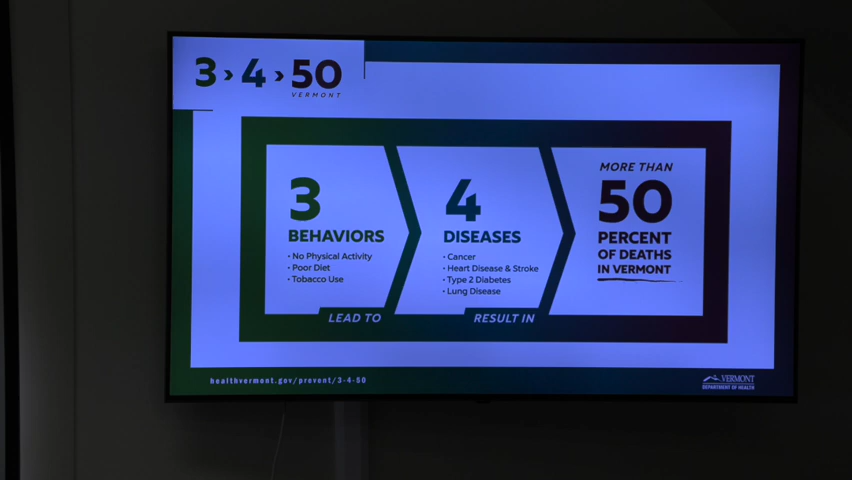 3 › 4 › 50
VERMONT
3
BEHAVIORS
• No Physical Activity
• Poor Diet
• Tobacco Use
LEAD TO
4
DISEASES
• Cancer
• Heart Disease & Stroke
• Type 2 Diabetes
• Lung Disease
RESULT IN
MORE THAN
50
PERCENT
OF DEATHS
IN VERMONT
healthvermont.gov/prevent/3-4-50
VERMONT
DEPARTMENT OF HEALTH